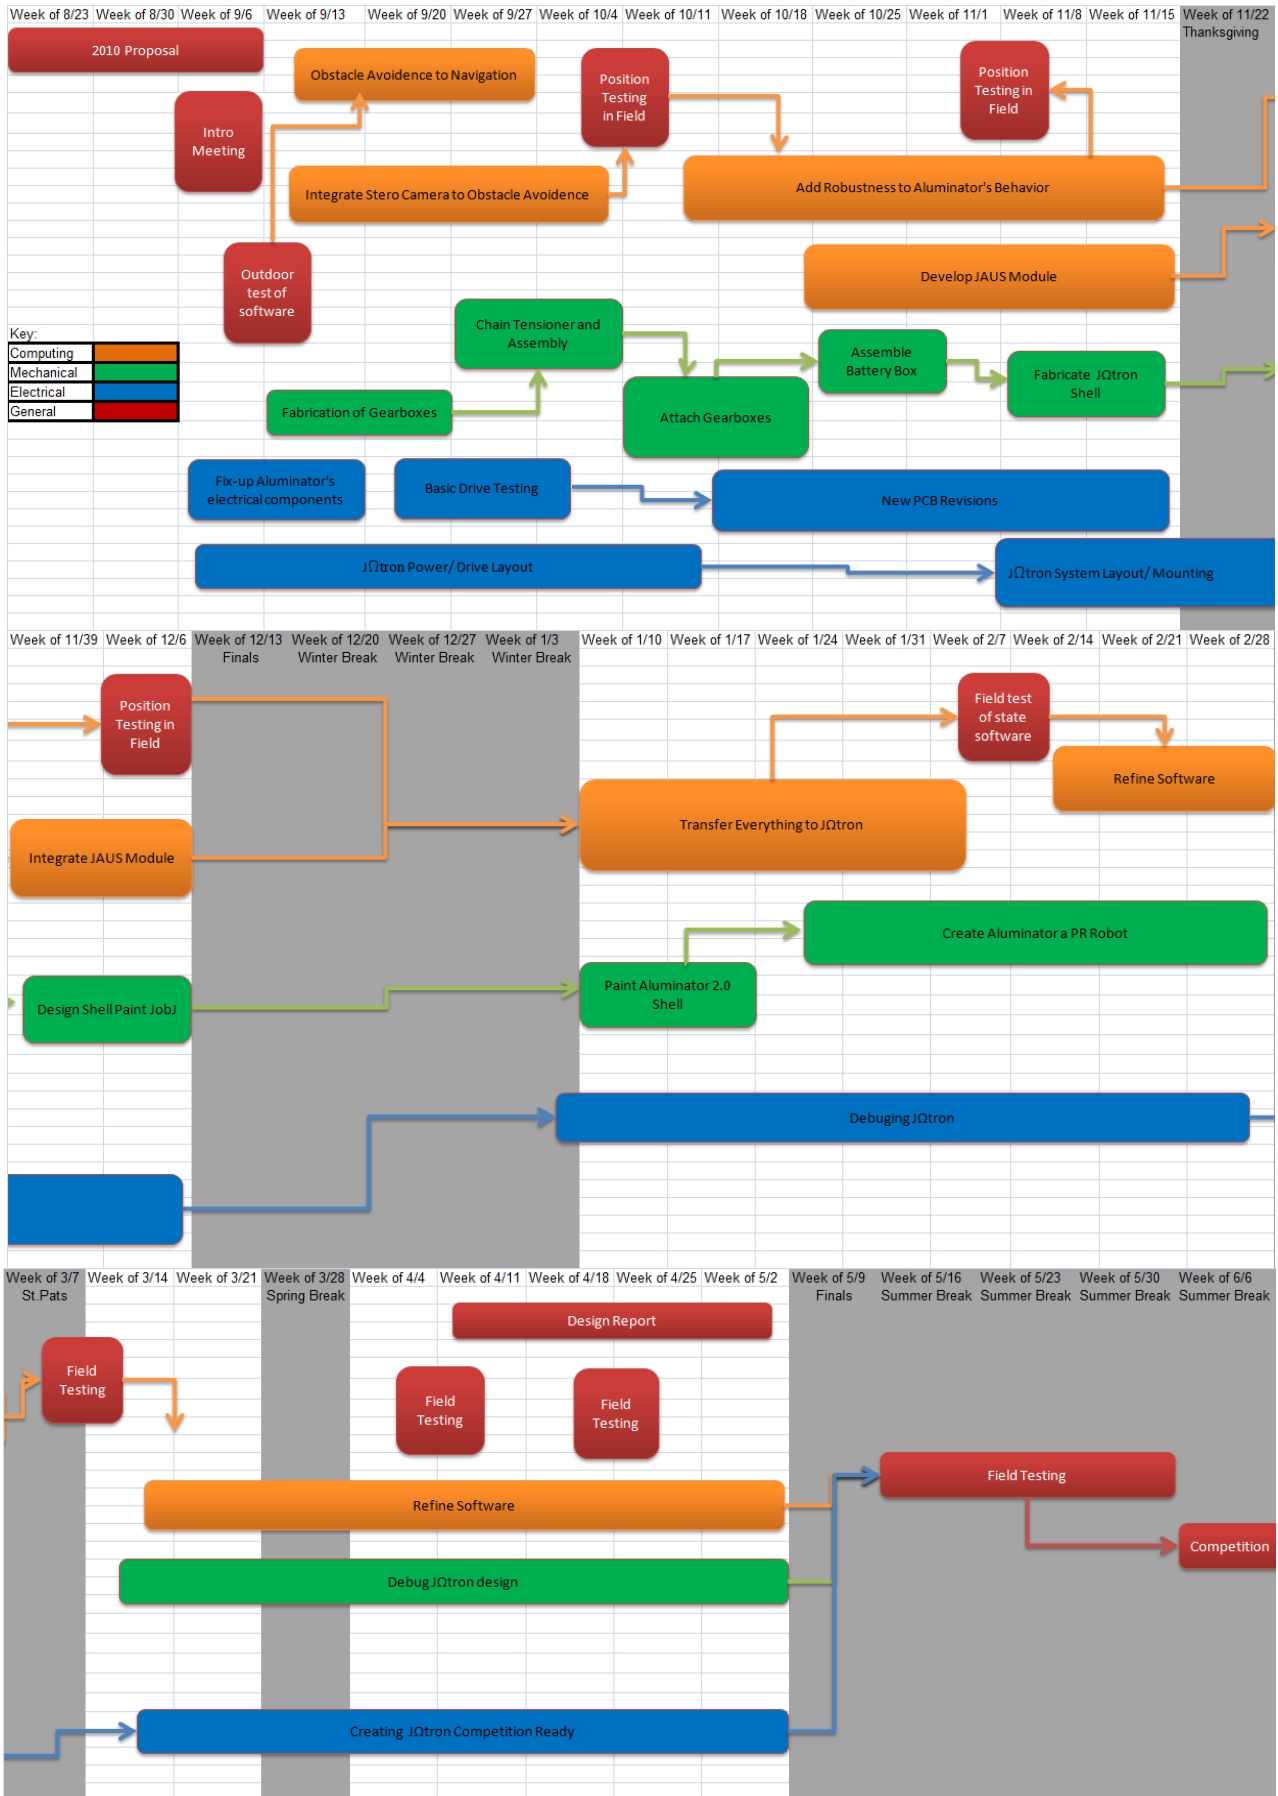 Week of 8/23 Week of 8/30 Week of 9/6 Week of 9/13 Week of 9/20 Week of 9/27 Week of 10/4 Week of 10/11 Week of 10/18 Week of 10/25 Week of 11/1 Week of 11/8 Week of 11/15 Week of 11/22
Thanksgiving
2010 Proposal
Obstacle Avoidence to Navigation
Position
Testing
in Field
Position
Testing in
Field
Intro
Meeting
Integrate Stero Camera to Obstacle Avoidence
Add Robustness to Aluminator's Behavior
Outdoor
test of
software
Develop JAUS Module
Key:
Computing
Mechanical
Electrical
General
Chain Tensioner and
Assembly
Assemble
Battery Box
Fabricate JΩtron
Shell
Fabrication of Gearboxes
Attach Gearboxes
Fix-up Aluminator's
electrical components
Basic Drive Testing
New PCB Revisions
JΩtron Power/ Drive Layout
JΩtron System Layout/ Mounting
Week of 11/39 Week of 12/6 Week of 12/13 Week of 12/20 Week of 12/27 Week of 1/3 Week of 1/10 Week of 1/17 Week of 1/24 Week of 1/31 Week of 2/7 Week of 2/14 Week of 2/21 Week of 2/28
Finals Winter Break Winter Break Winter Break
Position
Testing in
Field
Field test
of state
software
Refine Software
Transfer Everything to JΩtron
Integrate JAUS Module
Create Aluminator a PR Robot
Design Shell Paint JobJ
Paint Aluminator 2.0
Shell
Debuging JΩtron
Week of 3/7 Week of 3/14 Week of 3/21 Week of 3/28 Week of 4/4 Week of 4/11 Week of 4/18 Week of 4/25 Week of 5/2 Week of 5/9 Week of 5/16 Week of 5/23 Week of 5/30 Week of 6/6
St.Pats Spring Break Finals Summer Break Summer Break Summer Break Summer Break
Design Report
Field
Testing
Field
Testing
Field
Testing
Field Testing
Refine Software
Competition
Debug JΩtron design
Creating JΩtron Competition Ready